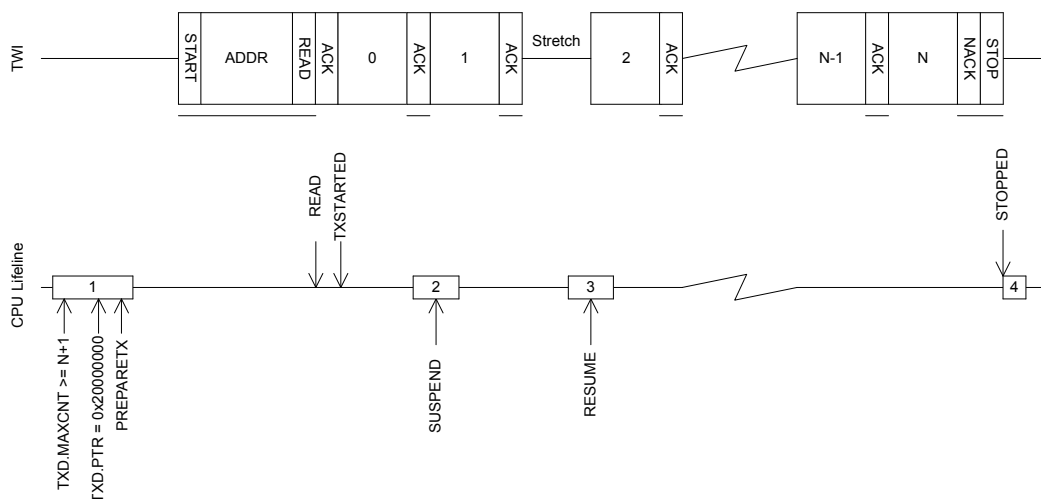 TWI
START
ADDR
READ
ACK
0
ACK
1
ACK
Stretch
2
ACK
N-1
ACK
N
NACK
STOP
READ
TXSTARTED
STOPPED
CPU Lifeline
1
2
3
4
TXD.MAXCNT >= N+1
TXD.PTR = 0x20000000
PREPARETX
SUSPEND
RESUME